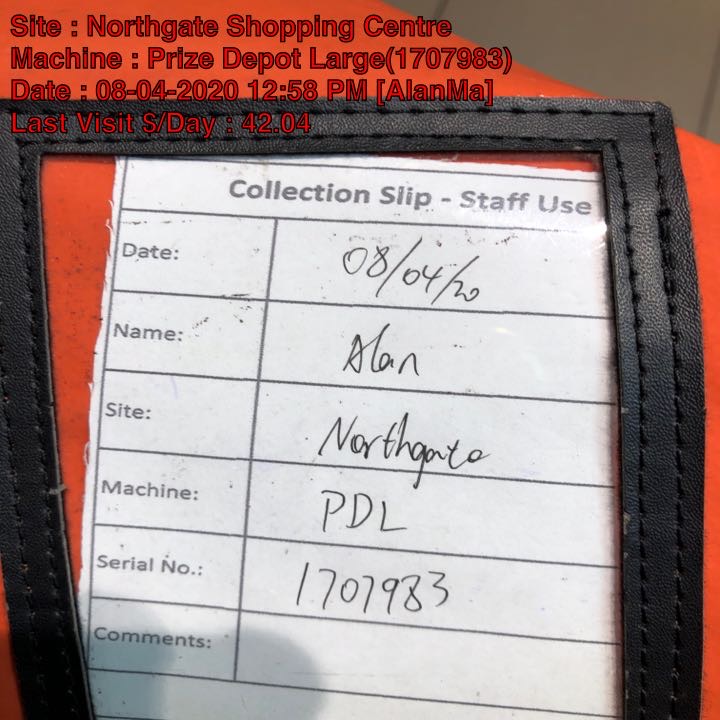 Site : Northgate Shopping Centre
Machine : Prize Depot Large(1707983)
Date : 08-04-2020 12:58 PM [AlanMa]
Last Visit $/Day : 42.04
Collection Slip - Staff Use
Date: 08/04/20
Name: Alan
Site: Northgate
Machine: PDL
Serial No.: 1707983
Comments: